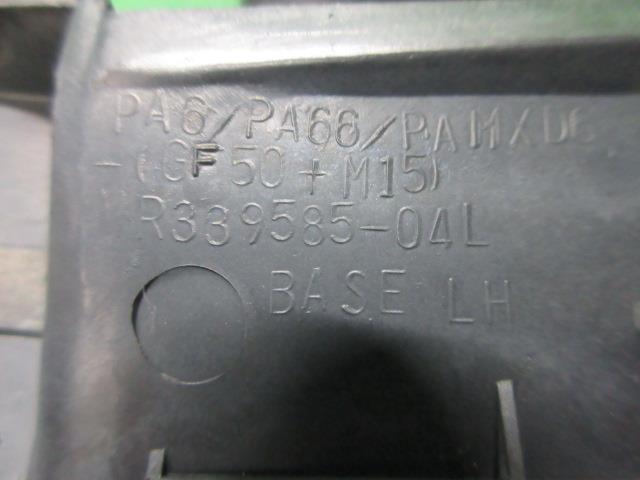 PA6/PA66/PAMXD6
-(GF50+M15)
R339585-04L
BASE LH